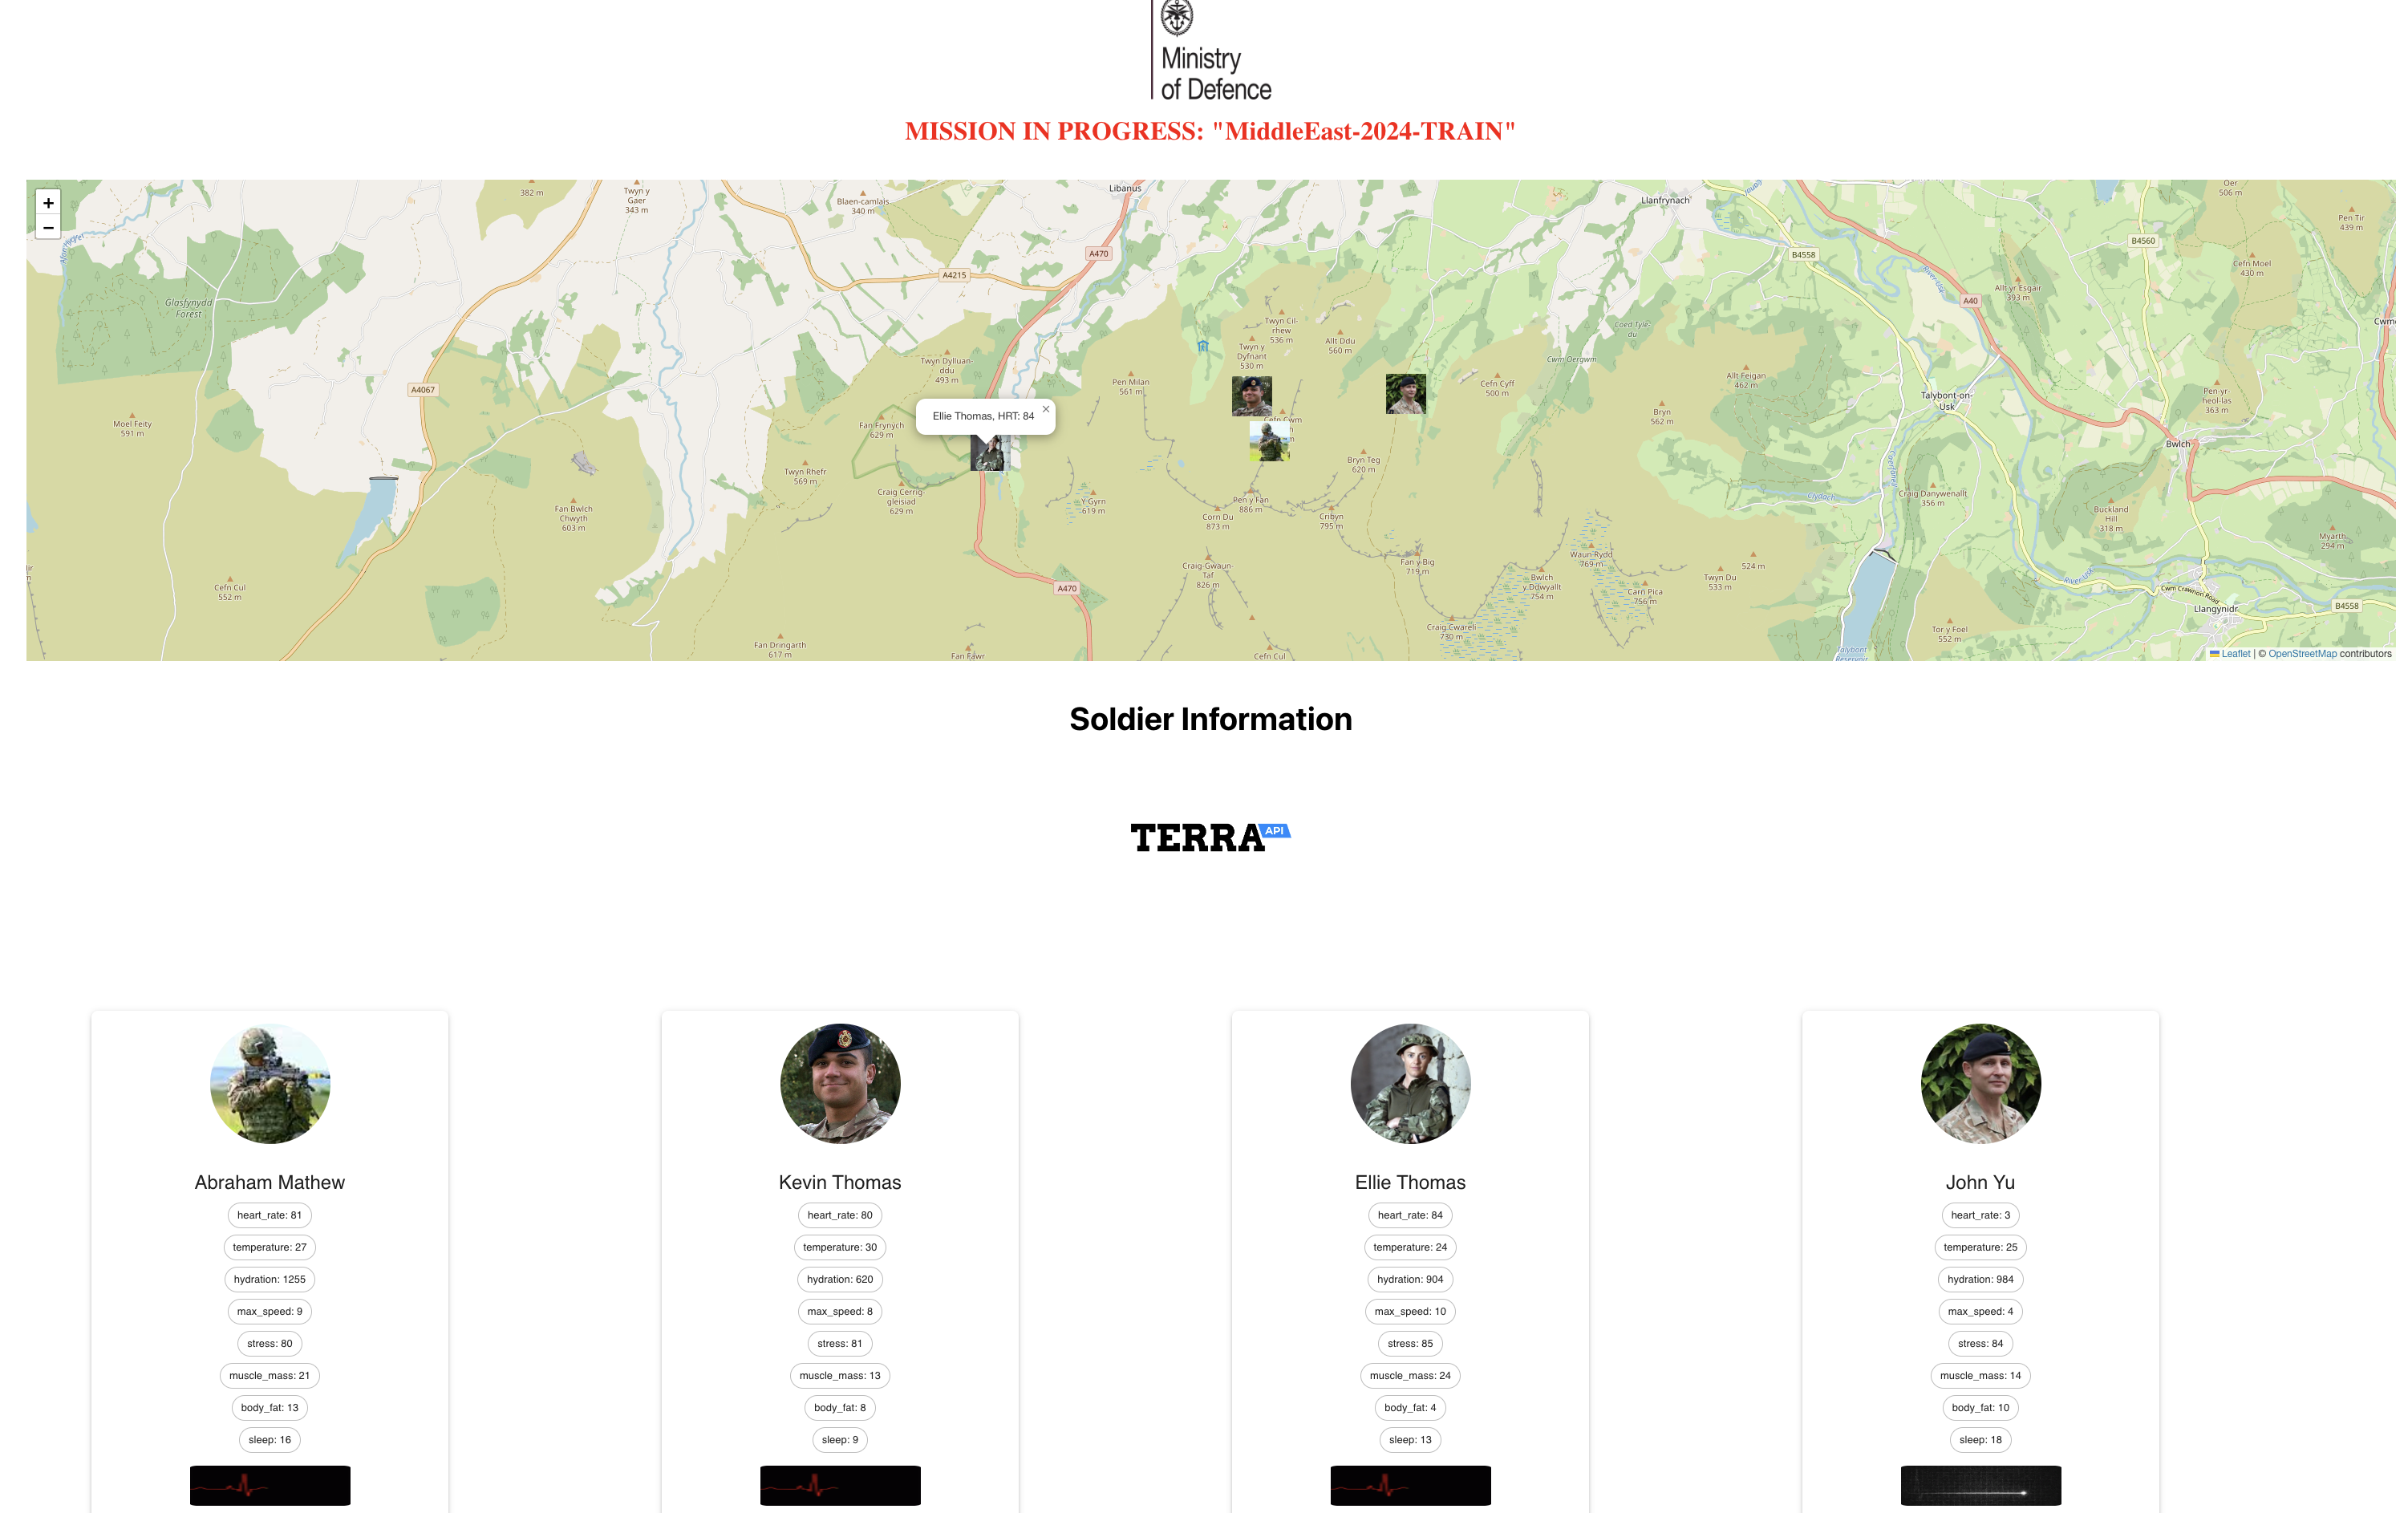 Ministry
of Defence
MISSION IN PROGRESS: "MiddleEast-2024-TRAIN"
+
−
382 m
Twyn y
Gaer
343 m
Blaen-camlais
340 m
Libanus
Llanfrynach
506 m
Pen Tir
439 m
A470
A4215
B4558
B4560
Cefn Moel
430 m
Glasfynydd
Forest
River Usk
A40
Allt yr Esgair
393 m
Twyn Cil-
rhew
536 m
Twyn y
Dyfnant
530 m
Allt Ddu
560 m
Coed Tyle-
du
Cwm Oergwm
Twyn Dylluan-
ddu
493 m
Pen Milan
561 m
Cefn Cyff
500 m
Allt Feigan
462 m
A4067
Talybont-on-
Usk
Pen-yr-
heol-las
363 m
Moel Feity
591 m
Ellie Thomas, HRT: 84
×
Fan Frynych
629 m
Cefn Cwm
Bryn
562 m
Bwlch
Twyn Rhefr
569 m
Bryn Teg
620 m
Craig Cerrig-
gleisiad
629 m
Y Gyrn
619 m
Pen y Fan
886 m
Clydach
Craig Danywenallt
356 m
Fan Bwlch
Chwyth
603 m
Corn Du
873 m
Cribyn
795 m
Buckland
Hill
318 m
Myarth
294 m
Craig-Gwaun-
Taf
826 m
Fan y Big
719 m
Waun Rydd
769 m
524 m
Cefn Cul
552 m
A470
Bwlch
y Ddwyallt
754 m
Carn Pica
756 m
Twyn Du
533 m
River Usk
Cwm Crawnon Road
Llangynidr
B4558
Craig Cwareli
730 m
Tor y Foel
552 m
Fan Dringarth
617 m
Fan Fawr
Cefn Cul
Talybont
Reservoir
Leaflet | © OpenStreetMap contributors
Soldier Information
TERRA API
Abraham Mathew
heart_rate: 81
temperature: 27
hydration: 1255
max_speed: 9
stress: 80
muscle_mass: 21
body_fat: 13
sleep: 16
Kevin Thomas
heart_rate: 80
temperature: 30
hydration: 620
max_speed: 8
stress: 81
muscle_mass: 13
body_fat: 8
sleep: 9
Ellie Thomas
heart_rate: 84
temperature: 24
hydration: 904
max_speed: 10
stress: 85
muscle_mass: 24
body_fat: 4
sleep: 13
John Yu
heart_rate: 3
temperature: 25
hydration: 984
max_speed: 4
stress: 84
muscle_mass: 14
body_fat: 10
sleep: 18